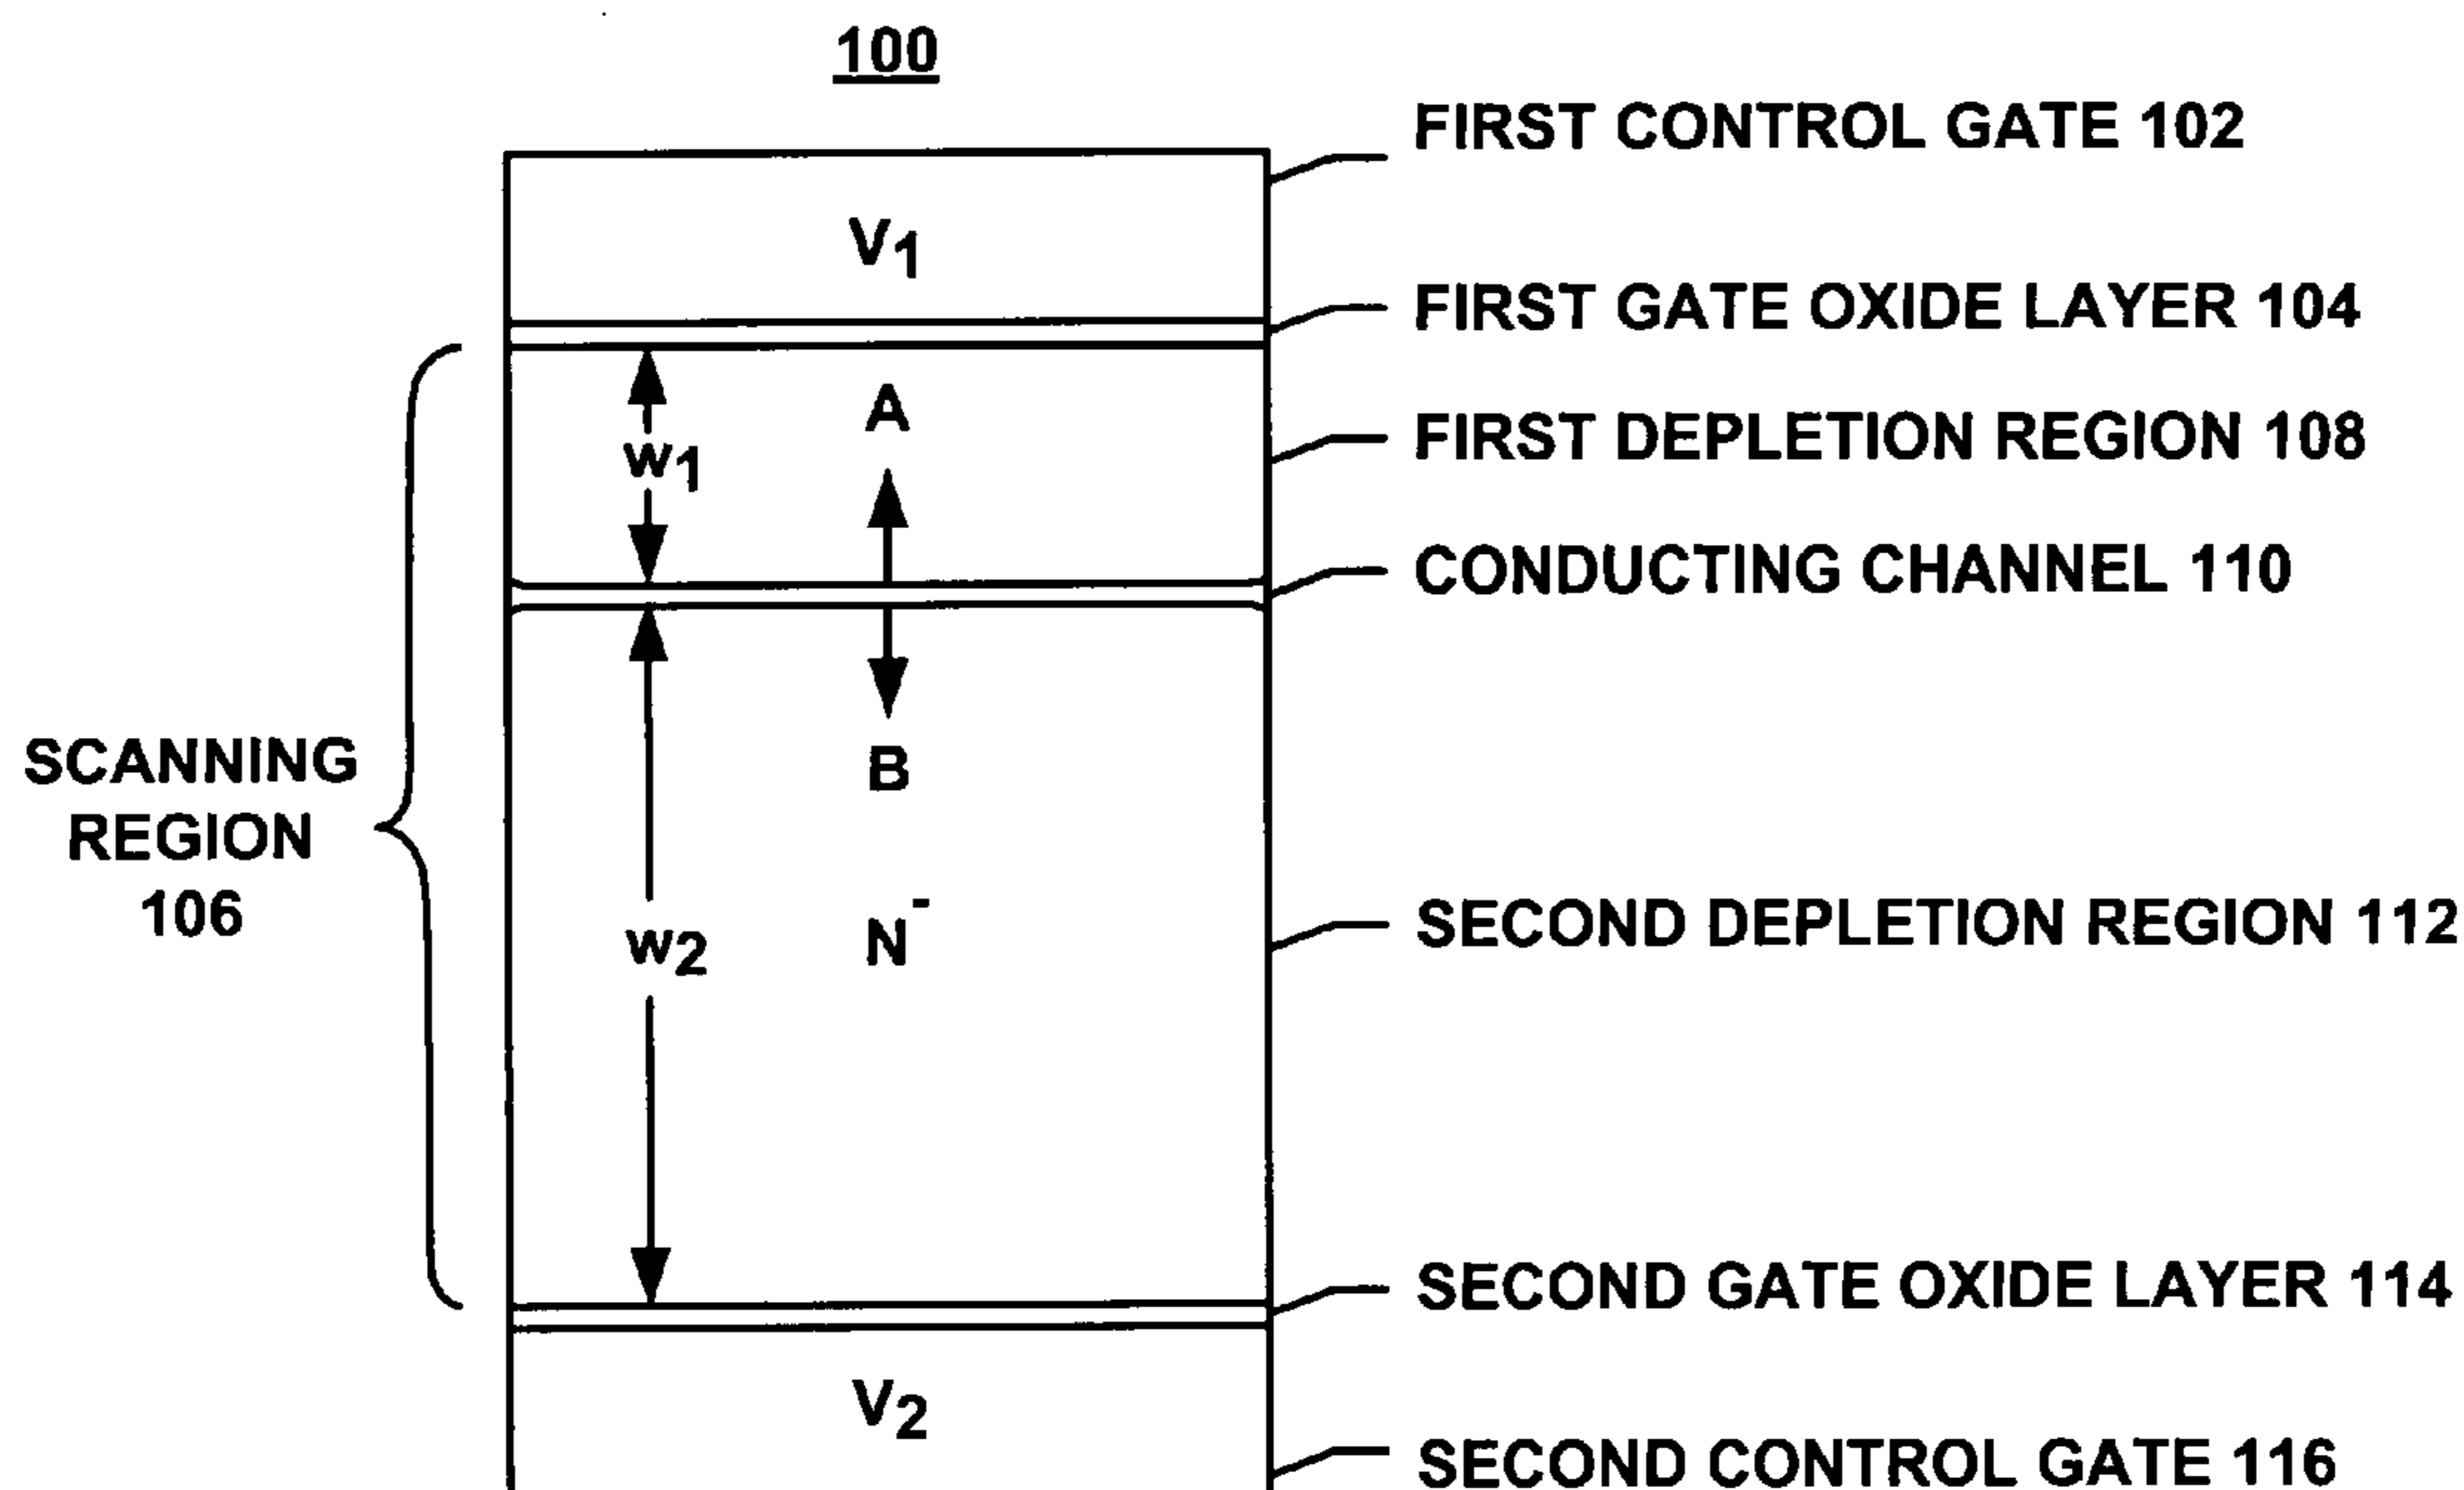 100
FIRST CONTROL GATE 102
V1
FIRST GATE OXIDE LAYER 104
A
FIRST DEPLETION REGION 108
w1
CONDUCTING CHANNEL 110
B
SCANNING
REGION
106
N-
w2
SECOND DEPLETION REGION 112
SECOND GATE OXIDE LAYER 114
V2
SECOND CONTROL GATE 116